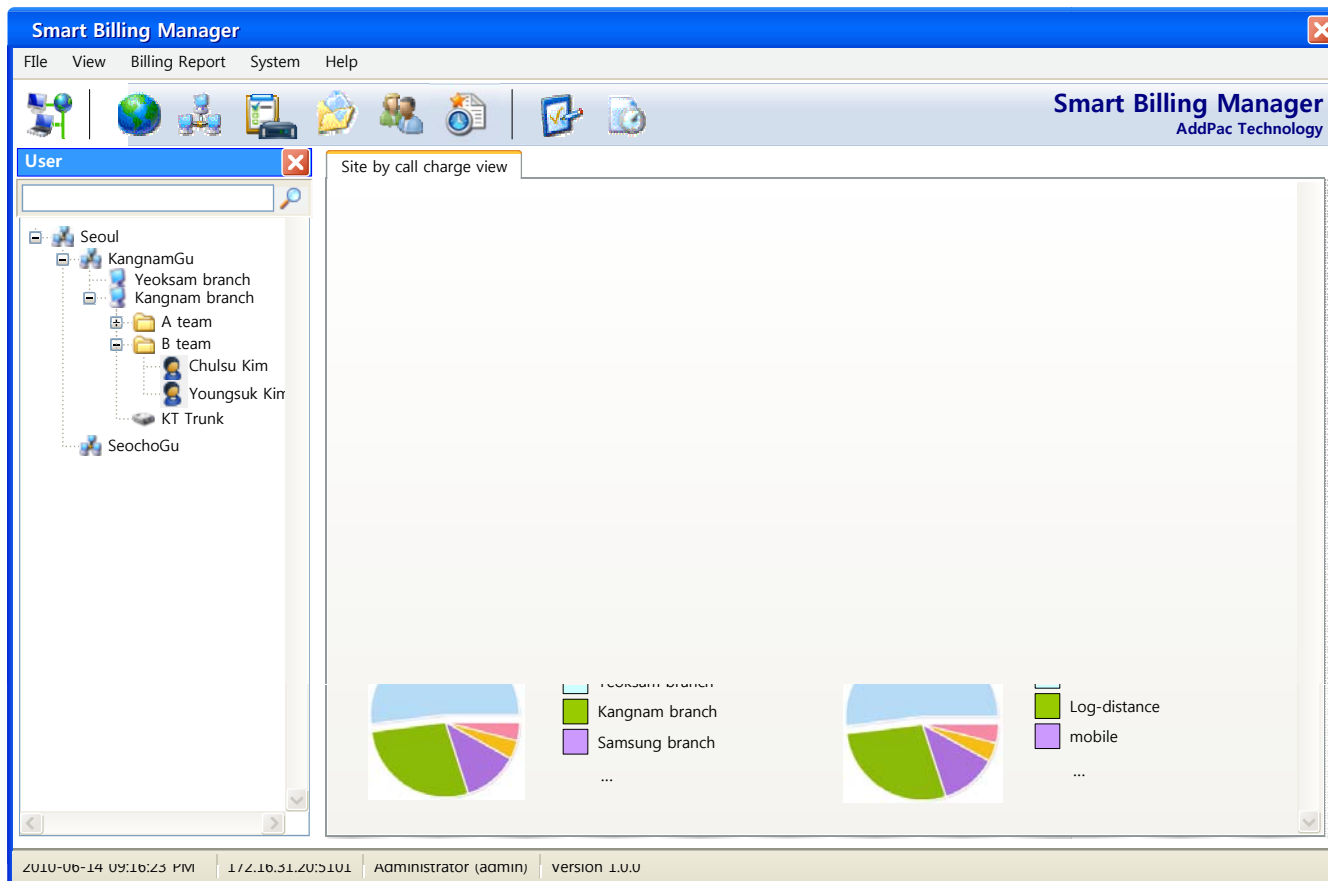 Smart Billing Manager
FIle View Billing Report System Help
Smart Billing Manager
AddPac Technology
User
Site by call charge view
Seoul
KangnamGu
Yeoksam branch
Kangnam branch
A team
B team
Chulsu Kim
Youngsuk Kim
KT Trunk
SeochoGu
Yeoksam branch
Kangnam branch
Samsung branch
...
Log-distance
mobile
...
2010-06-14 09:16:23 PM 172.16.31.20:5101 Administrator (admin) Version 1.0.0